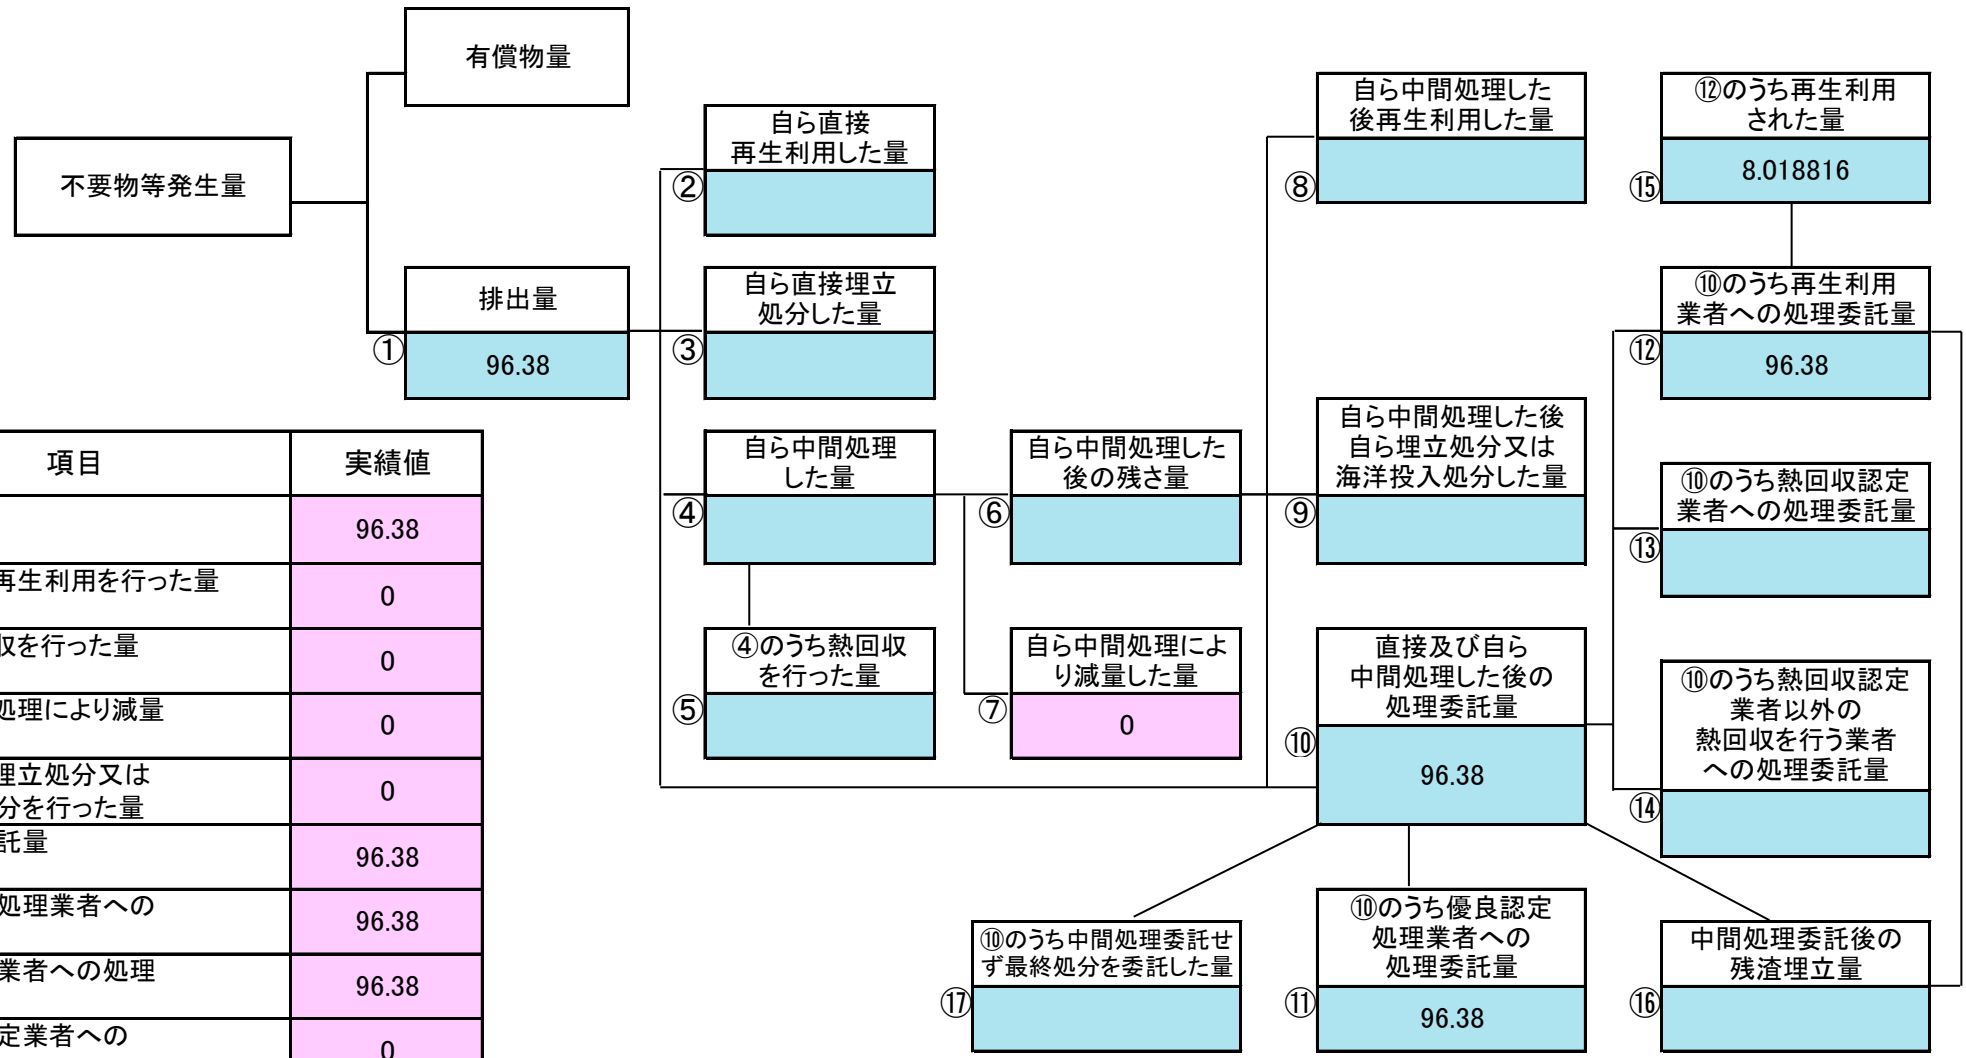 有償物量
不要物等発生量
排出量
①
96.38
自ら直接
再生利用した量
②
自ら直接埋立
処分した量
③
自ら中間処理
した量
④
④のうち熱回収
を行った量
⑤
自ら中間処理した
後の残さ量
⑥
自ら中間処理によ
り減量した量
⑦
0
自ら中間処理した
後再生利用した量
⑧
自ら中間処理した後
自ら埋立処分又は
海洋投入処分した量
⑨
直接及び自ら
中間処理した後の
処理委託量
⑩
96.38
⑩のうち優良認定
処理業者への
処理委託量
⑪
96.38
⑫のうち再生利用
された量
⑮
8.018816
⑩のうち再生利用
業者への処理委託量
⑫
96.38
⑩のうち熱回収認定
業者への処理委託量
⑬
⑩のうち熱回収認定
業者以外の
熱回収を行う業者
への処理委託量
⑭
中間処理委託後の
残渣埋立量
⑯
⑩のうち中間処理委託せ
ず最終処分を委託した量
⑰
項目 実績値
96.38
再生利用を行った量 0
収を行った量 0
処理により減量 0
埋立処分又は
分を行った量 0
託量 96.38
処理業者への 96.38
業者への処理 96.38
定業者への 0